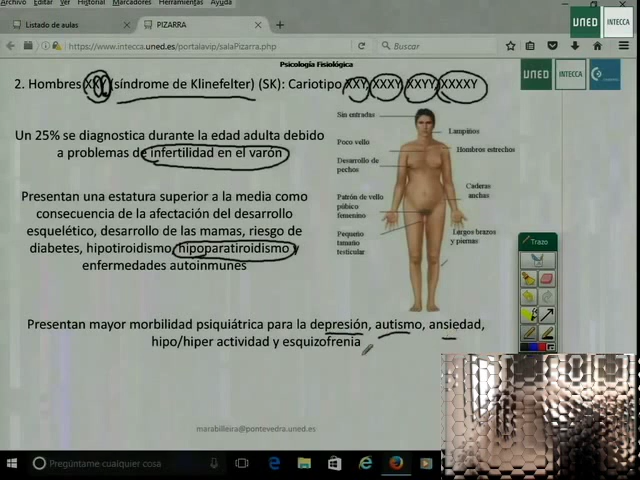 Archivo Editar Ver Historial Marcadores Herramientas Ayuda
Listado de aulas
PIZARRA
https://www.intecca.uned.es/portalavip/salaPizarra.php
Buscar
UNED INTECCA
Psicología Fisiológica
UNED INTECCA
2. Hombres XXY (síndrome de Klinefelter) (SK): Cariotipo XXY, XXXY, XXYY, XXXXY
Un 25% se diagnostica durante la edad adulta debido
a problemas de infertilidad en el varón
Presentan una estatura superior a la media como
consecuencia de la afectación del desarrollo
esquelético, desarrollo de las mamas, riesgo de
diabetes, hipotiroidismo, hipoparatiroidismo y
enfermedades autoinmunes
Sin entradas
Poco vello
Desarrollo de
pechos
Patrón de vello
púbico
femenino
Pequeño
tamaño
testicular
Lampiños
Hombros estrechos
Caderas
anchas
Largos brazos
y piernas
Presentan mayor morbilidad psiquiátrica para la depresión, autismo, ansiedad,
hipo/hiper actividad y esquizofrenia
Trazo
marabilleira@pontevedra.uned.es
Pregúntame cualquier cosa